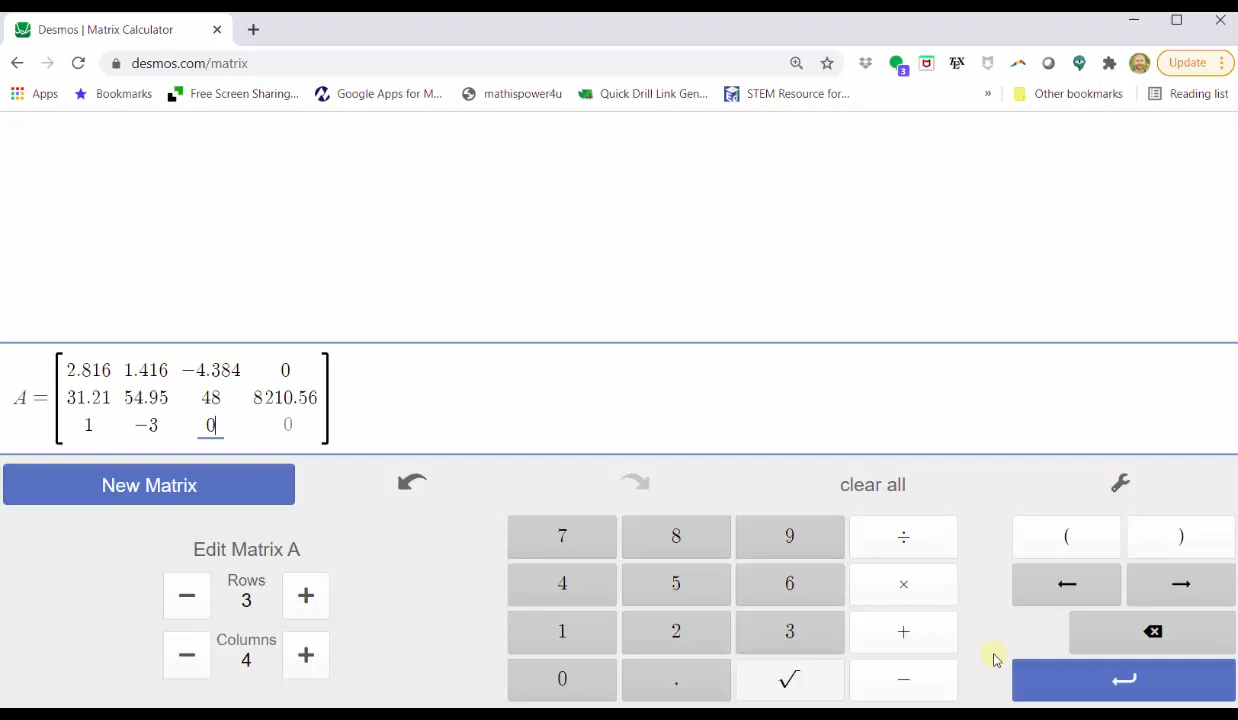 Desmos | Matrix Calculator
desmos.com/matrix
Update
3
Apps Bookmarks Free Screen Sharing... Google Apps for M... mathispower4u Quick Drill Link Gen... STEM Resource for... » Other bookmarks Reading list
2.816 1.416 −4.384 0
A = 31.21 54.95 48 8210.56
1 −3 0 0
New Matrix clear all
Edit Matrix A
Rows
− 3 +
Columns
− 4 +
7 8 9 ÷ ( )
4 5 6 × ← →
1 2 3 +
0 . √ −